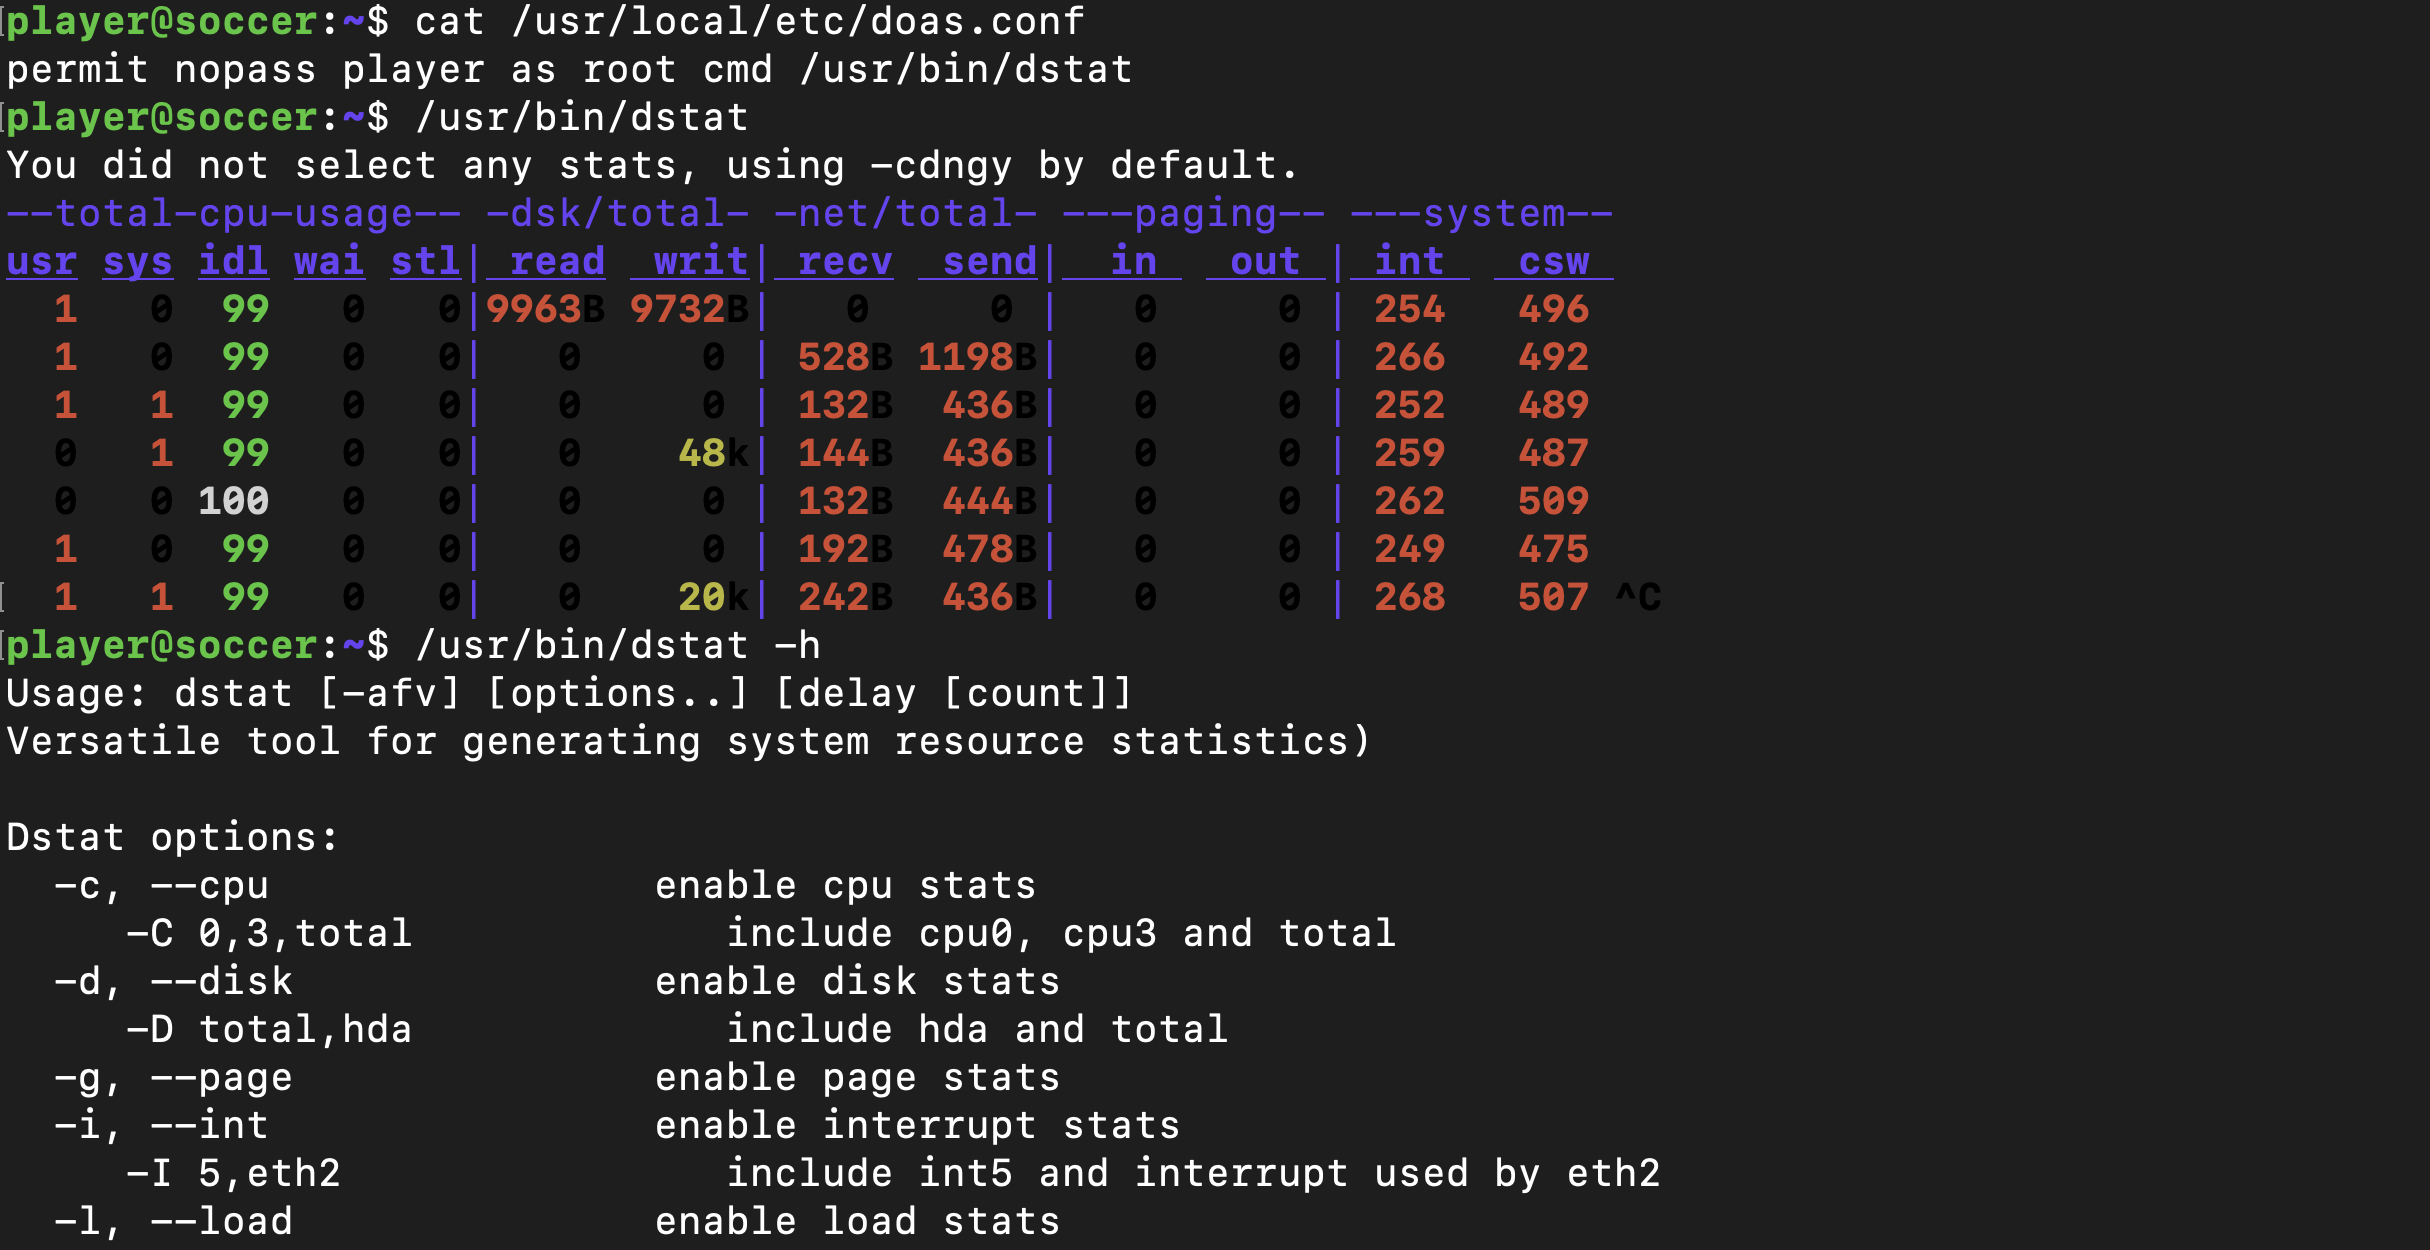 player@soccer:~$ cat /usr/local/etc/doas.conf
permit nopass player as root cmd /usr/bin/dstat
player@soccer:~$ /usr/bin/dstat
You did not select any stats, using -cdngy by default.
--total-cpu-usage-- -dsk/total- -net/total- ---paging-- ---system--
usr sys idl wai stl| read  writ| recv  send|  in   out | int   csw
  1   0  99   0   0|9963B 9732B|   0     0 |   0     0 | 254   496
  1   0  99   0   0|   0     0 | 528B 1198B|   0     0 | 266   492
  1   1  99   0   0|   0     0 | 132B  436B|   0     0 | 252   489
  0   1  99   0   0|   0    48k| 144B  436B|   0     0 | 259   487
  0   0 100   0   0|   0     0 | 132B  444B|   0     0 | 262   509
  1   0  99   0   0|   0     0 | 192B  478B|   0     0 | 249   475
  1   1  99   0   0|   0    20k| 242B  436B|   0     0 | 268   507 ^C
player@soccer:~$ /usr/bin/dstat -h
Usage: dstat [-afv] [options..] [delay [count]]
Versatile tool for generating system resource statistics)
Dstat options:
  -c, --cpu                enable cpu stats
     -C 0,3,total             include cpu0, cpu3 and total
  -d, --disk               enable disk stats
     -D total,hda             include hda and total
  -g, --page               enable page stats
  -i, --int                enable interrupt stats
     -I 5,eth2                include int5 and interrupt used by eth2
  -l, --load               enable load stats